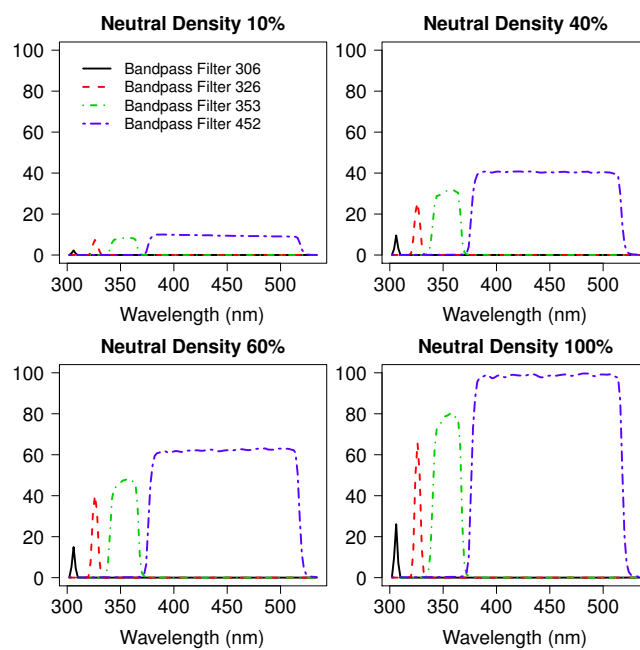 Neutral Density 10%
100
80
60
40
20
0
Bandpass Filter 306
Bandpass Filter 326
Bandpass Filter 353
Bandpass Filter 452
300 350 400 450 500
Wavelength (nm)
Neutral Density 40%
100
80
60
40
20
0
300 350 400 450 500
Wavelength (nm)
Neutral Density 60%
100
80
60
40
20
0
300 350 400 450 500
Wavelength (nm)
Neutral Density 100%
100
80
60
40
20
0
300 350 400 450 500
Wavelength (nm)